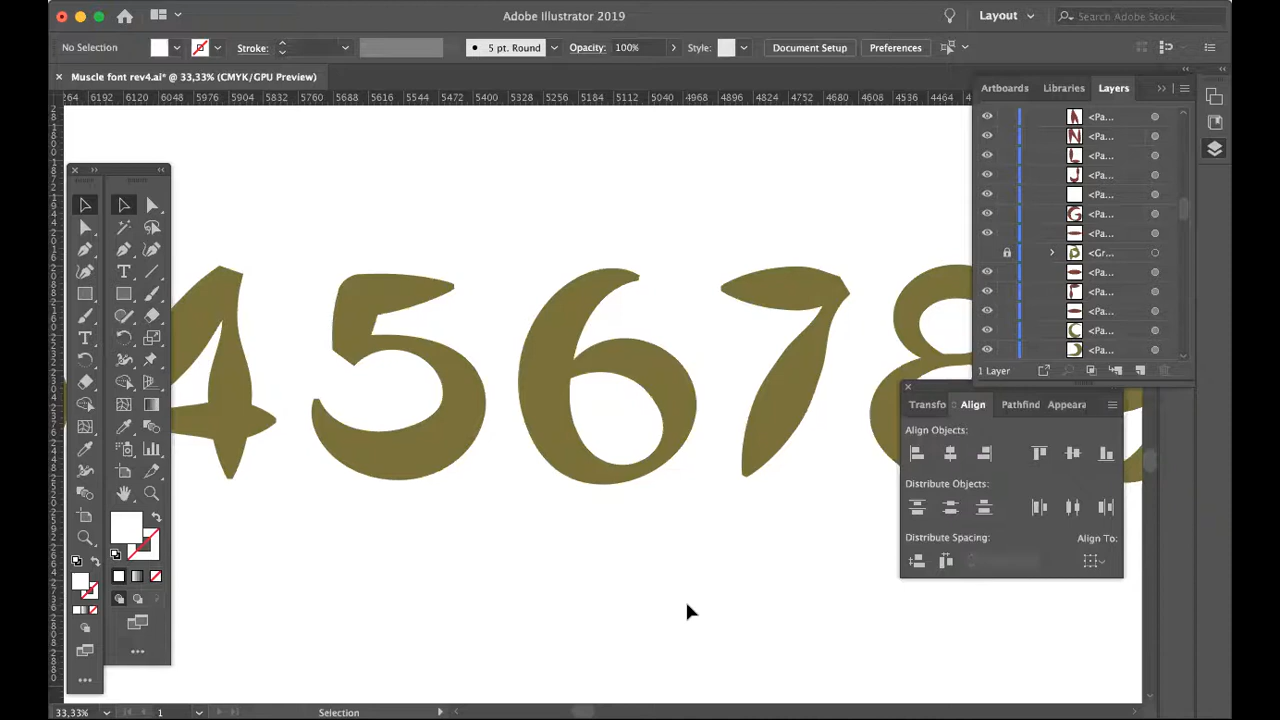 Adobe Illustrator 2019
Layout
Search Adobe Stock
No Selection
Stroke:
5 pt. Round
Opacity: 100%
Style:
Document Setup
Preferences
Muscle font rev4.ai* @ 33,33% (CMYK/GPU Preview)
264 6192 6120 6048 5976 5904 5832 5760 5688 5616 5544 5472 5400 5328 5256 5184 5112 5040 4968 4896 4824 4752 4680 4608 4536 4464
Artboards Libraries Layers
<Pa...
<Pa...
<Pa...
<Pa...
<Pa...
<Pa...
<Pa...
<Gr...
<Pa...
<Pa...
<Pa...
<Pa...
<Pa...
1 Layer
45678
Transfo Align Pathfind Appeara
Align Objects:
Distribute Objects:
Distribute Spacing:
Align To:
33,33%
1
Selection